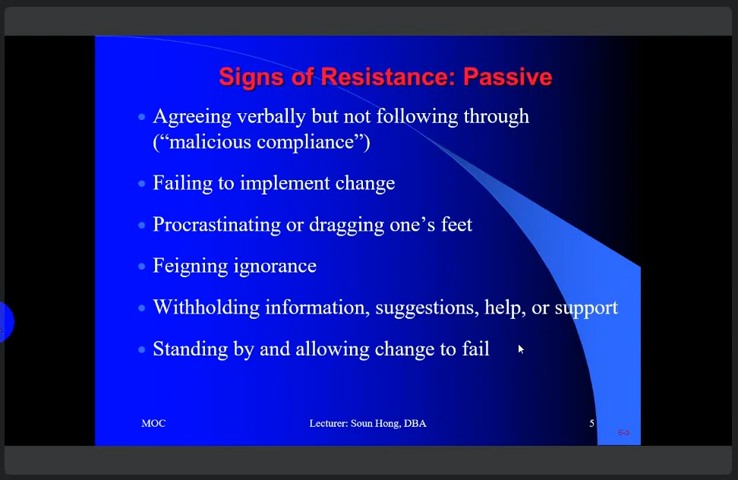 Signs of Resistance: Passive
Agreeing verbally but not following through
(“malicious compliance”)
Failing to implement change
Procrastinating or dragging one’s feet
Feigning ignorance
Withholding information, suggestions, help, or support
Standing by and allowing change to fail
MOC
Lecturer: Soun Hong, DBA
5